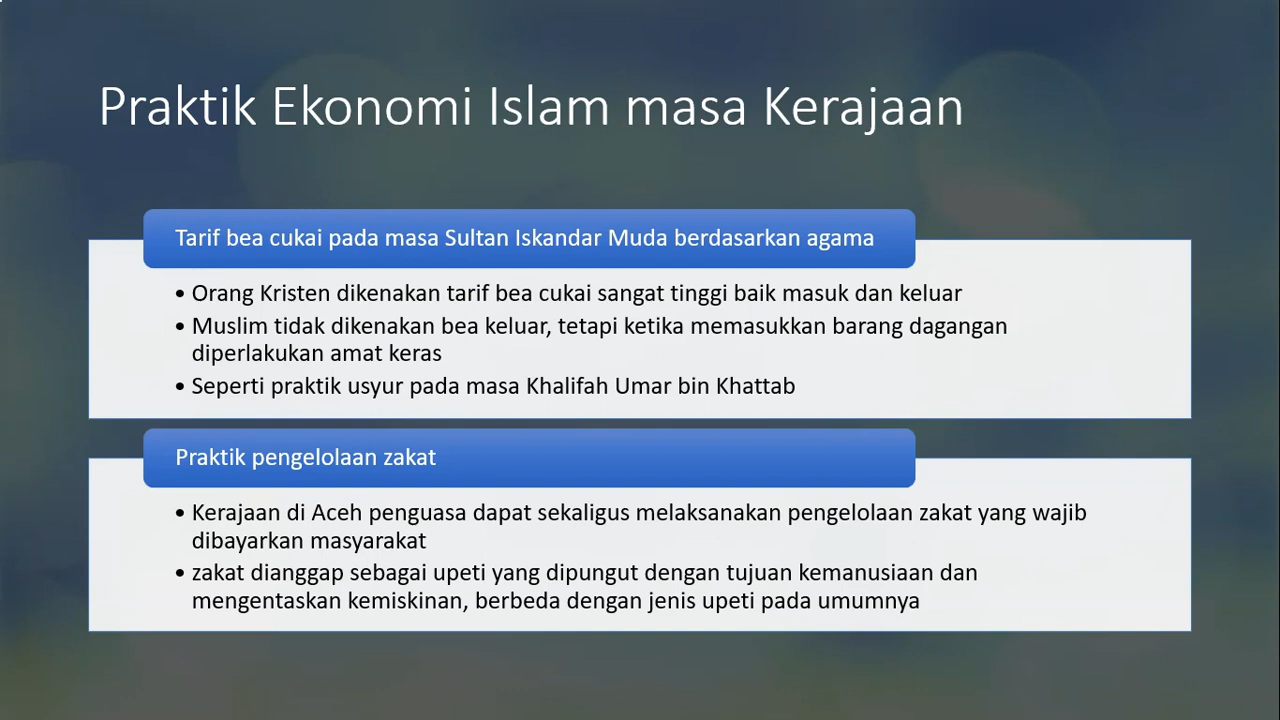 Praktik Ekonomi Islam masa Kerajaan
Tarif bea cukai pada masa Sultan Iskandar Muda berdasarkan agama
• Orang Kristen dikenakan tarif bea cukai sangat tinggi baik masuk dan keluar
• Muslim tidak dikenakan bea keluar, tetapi ketika memasukkan barang dagangan
diperlakukan amat keras
• Seperti praktik usyur pada masa Khalifah Umar bin Khattab
Praktik pengelolaan zakat
• Kerajaan di Aceh penguasa dapat sekaligus melaksanakan pengelolaan zakat yang wajib
dibayarkan masyarakat
• zakat dianggap sebagai upeti yang dipungut dengan tujuan kemanusiaan dan
mengentaskan kemiskinan, berbeda dengan jenis upeti pada umumnya